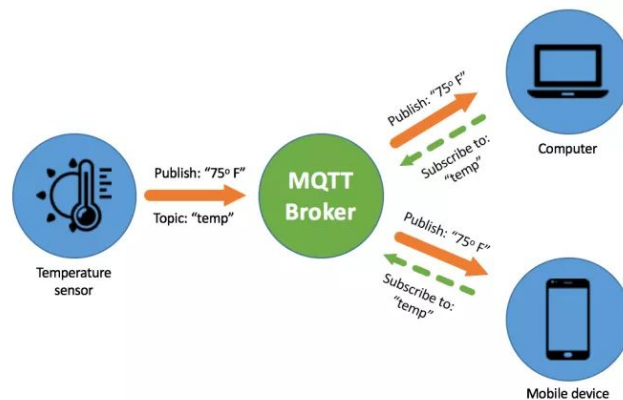 Publish: “75º F”
Topic: “temp”
Temperature
sensor
MQTT
Broker
Publish: “75º F”
Subscribe to:
“temp”
Computer
Publish: “75º F”
Subscribe to:
“temp”
Mobile device